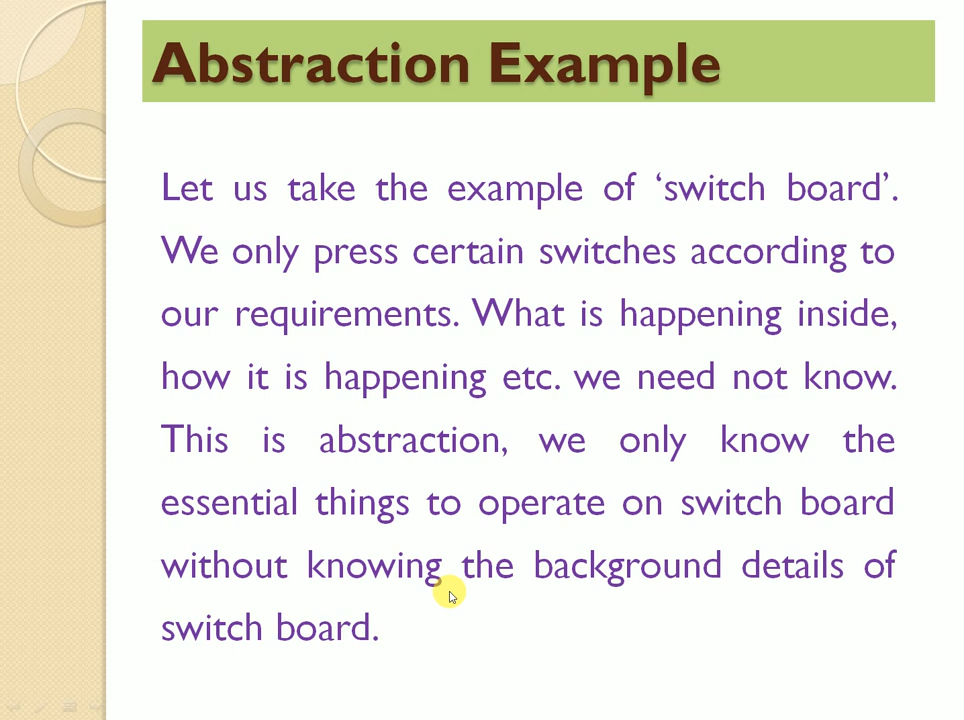 Abstraction Example
Let us take the example of ‘switch board’.
We only press certain switches according to
our requirements. What is happening inside,
how it is happening etc. we need not know.
This is abstraction, we only know the
essential things to operate on switch board
without knowing the background details of
switch board.